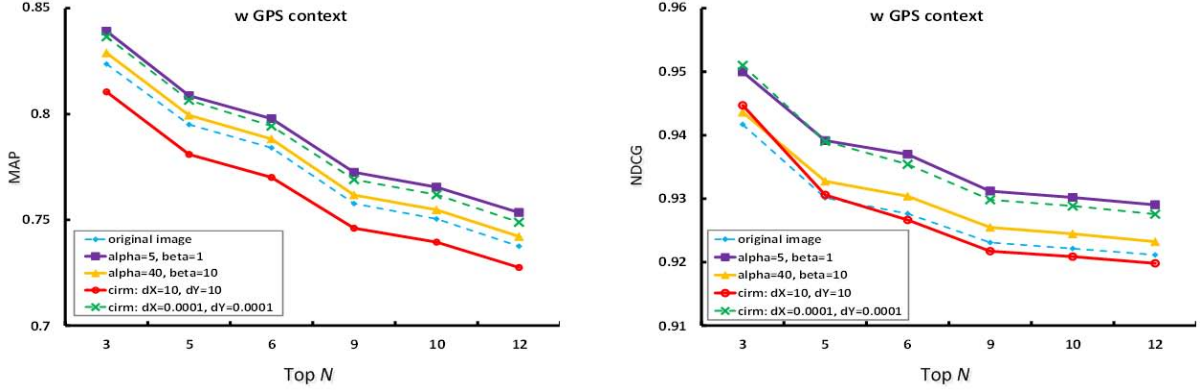 w GPS context
0.85
0.8
0.75
0.7
MAP
original image
alpha=5, beta=1
alpha=40, beta=10
cirm: dX=10, dY=10
cirm: dX=0.0001, dY=0.0001
3 5 6 9 10 12
Top N
w GPS context
0.96
0.95
0.94
0.93
0.92
0.91
NDCG
original image
alpha=5, beta=1
alpha=40, beta=10
cirm: dX=10, dY=10
cirm: dX=0.0001, dY=0.0001
3 5 6 9 10 12
Top N